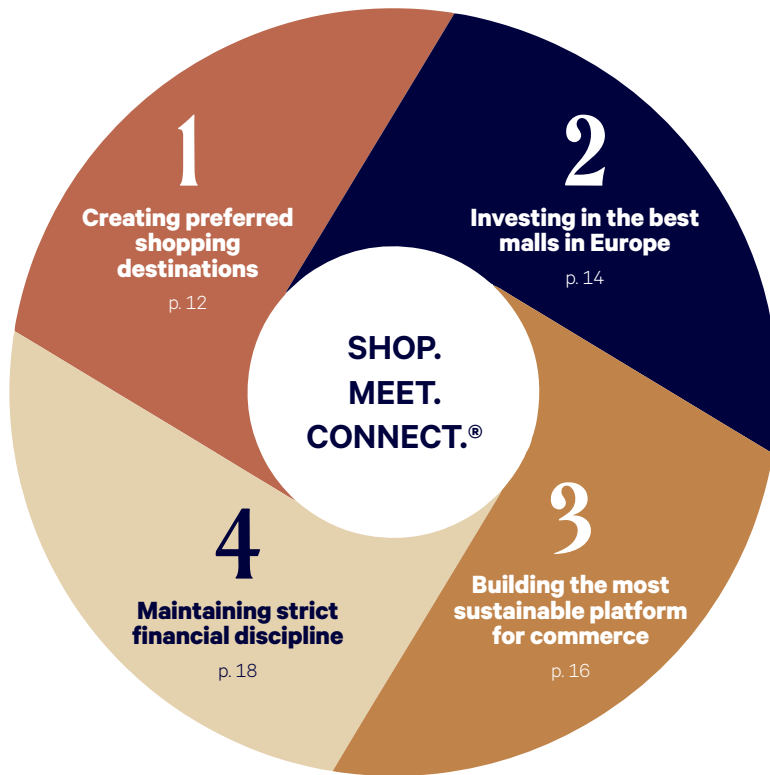 1
Creating preferred
shopping
destinations
p. 12
2
Investing in the best
malls in Europe
p. 14
SHOP.
MEET.
CONNECT.®
3
Building the most
sustainable platform
for commerce
p. 16
4
Maintaining strict
financial discipline
p. 18